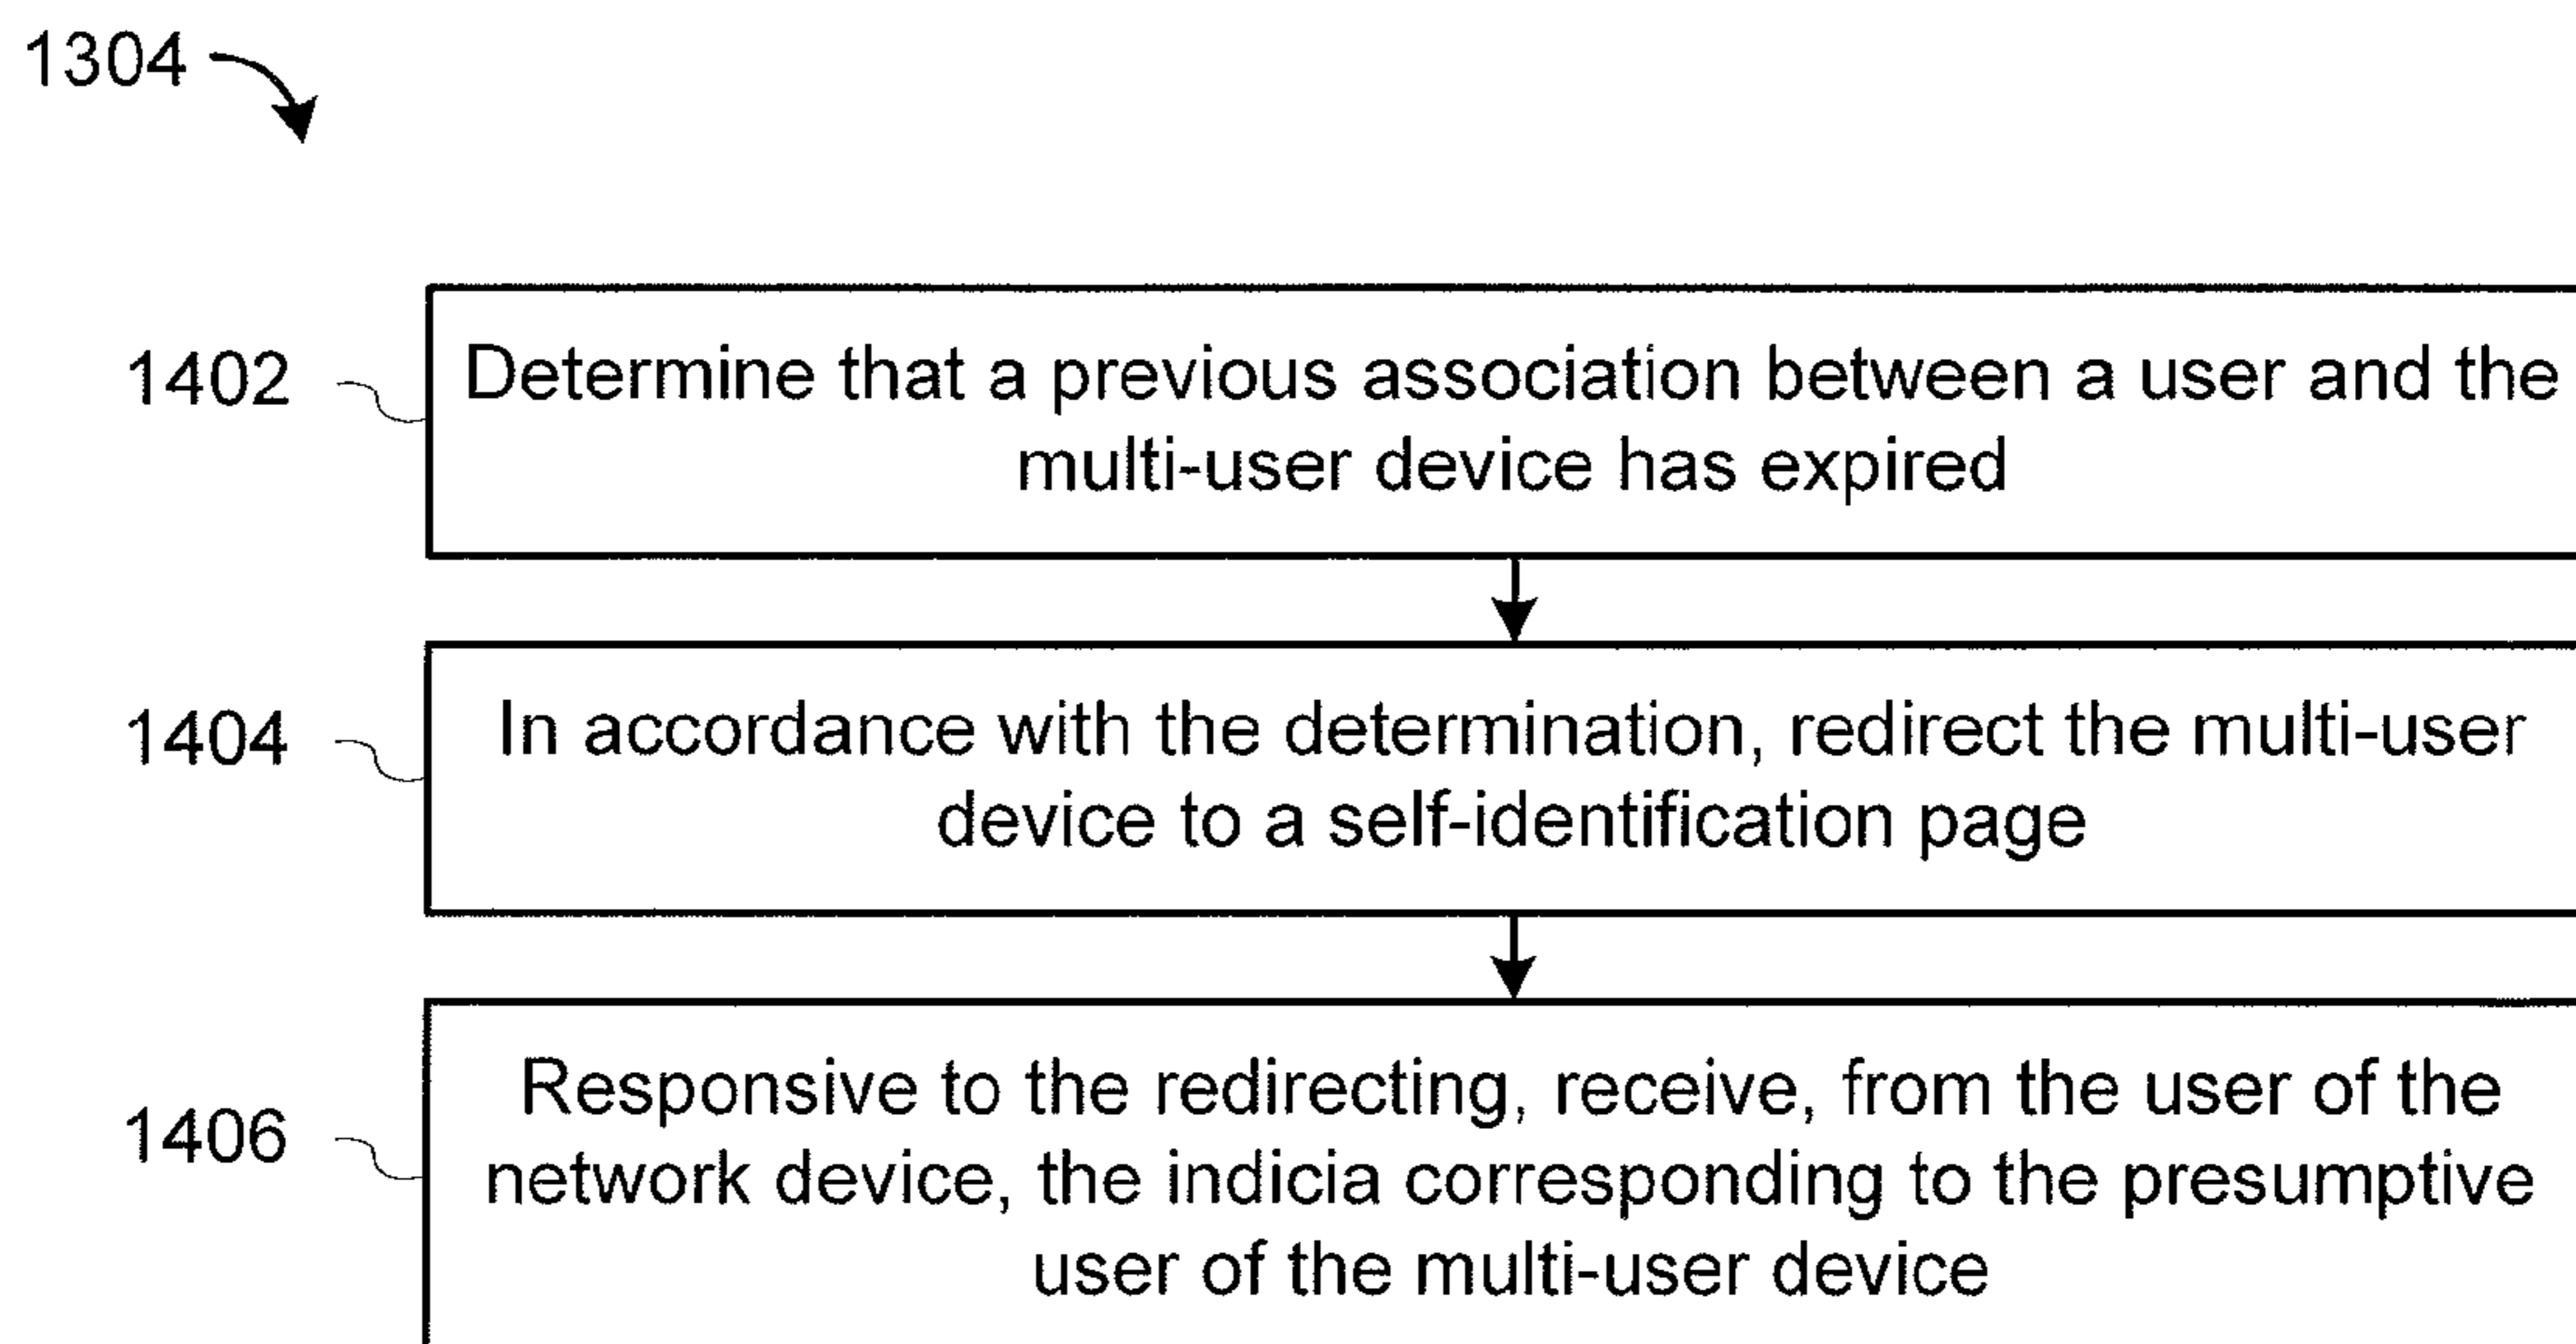 1304
1402
Determine that a previous association between a user and the
multi-user device has expired
1404
In accordance with the determination, redirect the multi-user
device to a self-identification page
1406
Responsive to the redirecting, receive, from the user of the
network device, the indicia corresponding to the presumptive
user of the multi-user device